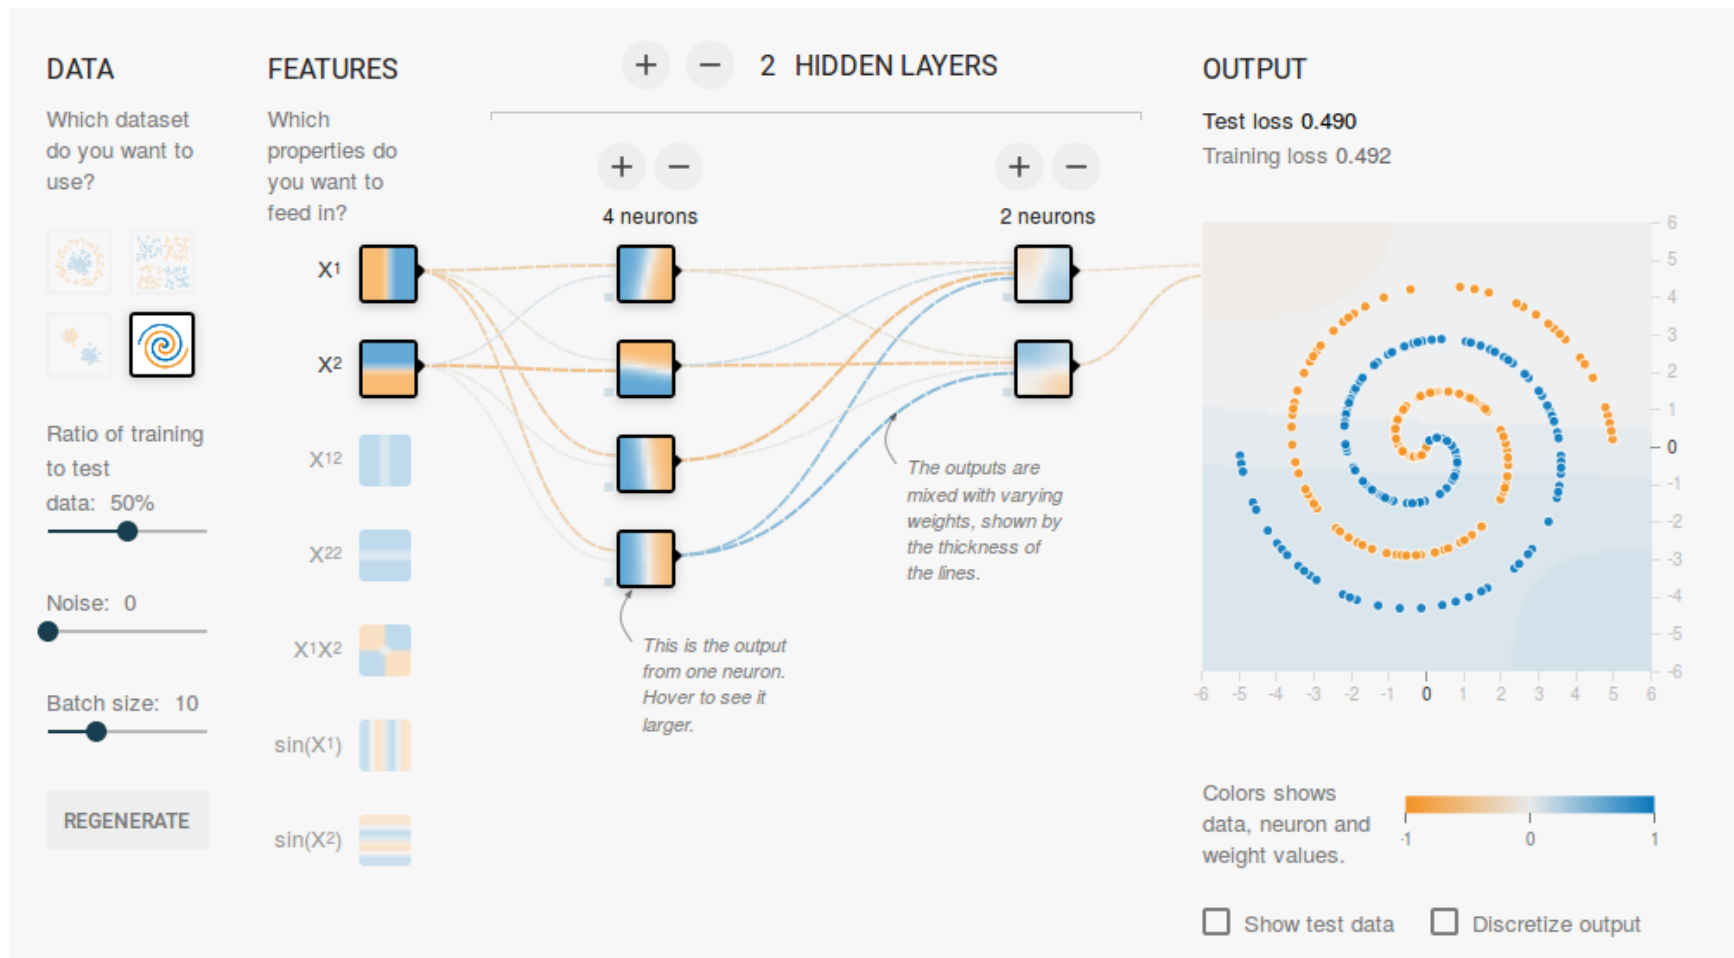 DATA
Which dataset
do you want to
use?
Ratio of training
to test
data: 50%
Noise: 0
Batch size: 10
REGENERATE
FEATURES
Which
properties do
you want to
feed in?
X1
X2
X12
X22
X1X2
sin(X1)
sin(X2)
+ − 2 HIDDEN LAYERS
+ −
4 neurons
+ −
2 neurons
The outputs are
mixed with varying
weights, shown by
the thickness of
the lines.
This is the output
from one neuron.
Hover to see it
larger.
OUTPUT
Test loss 0.490
Training loss 0.492
6
5
4
3
2
1
0
-1
-2
-3
-4
-5
-6
-6 -5 -4 -3 -2 -1 0 1 2 3 4 5 6
Colors shows
data, neuron and
weight values.
-1 0 1
Show test data
Discretize output